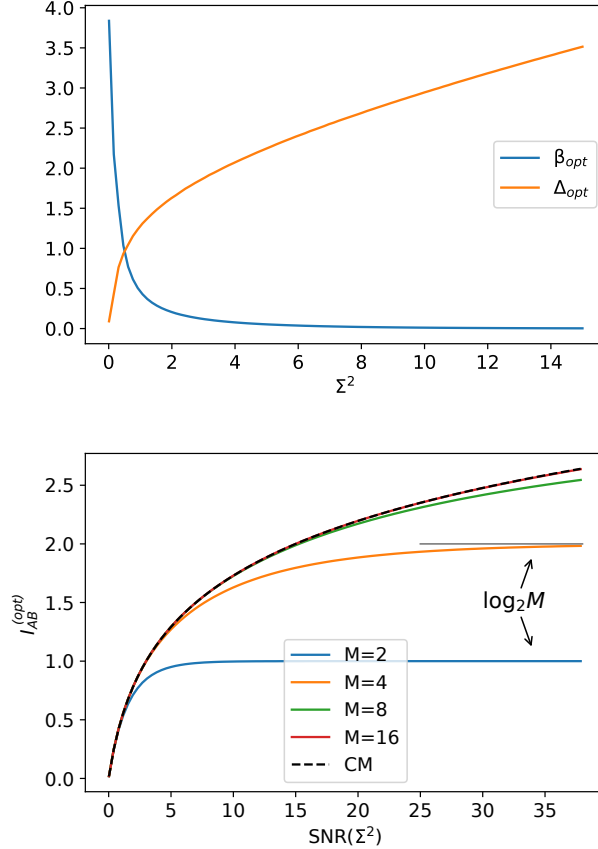 4.0
3.5
3.0
2.5
2.0
1.5
1.0
0.5
0.0
β_opt
Δ_opt
0 2 4 6 8 10 12 14
Σ²
2.5
2.0
1.5
1.0
0.5
0.0
I_AB^(opt)
log₂M
M=2
M=4
M=8
M=16
CM
0 5 10 15 20 25 30 35
SNR(Σ²)